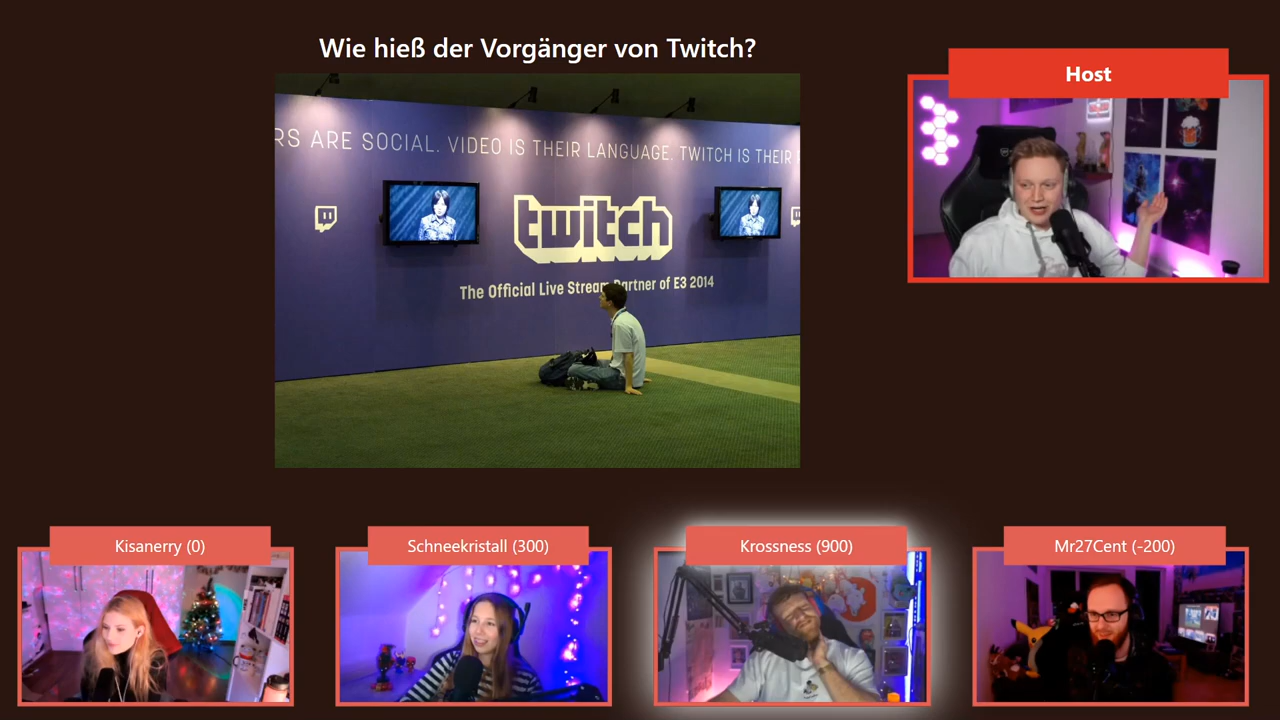 Wie hieß der Vorgänger von Twitch?
Host
RS ARE SOCIAL. VIDEO IS THEIR LANGUAGE. TWITCH IS THEIR
twitch
The Official Live Stream Partner of E3 2014
Kisanerry (0)
Schneekristall (300)
Krossness (900)
Mr27Cent (-200)